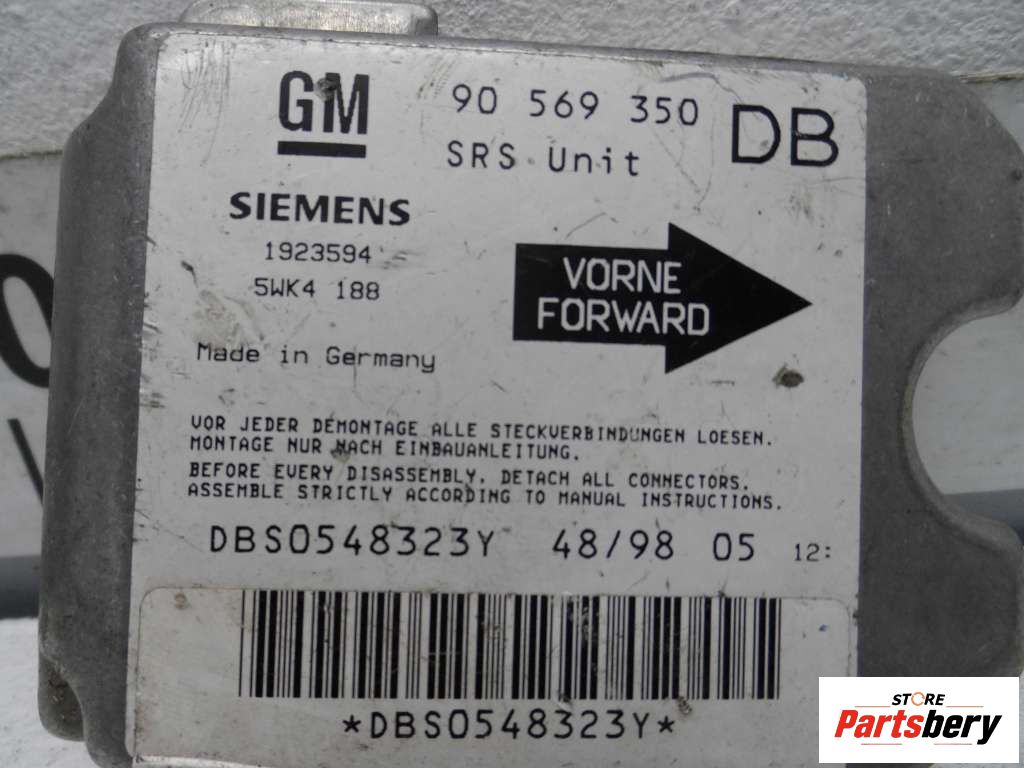 GM 90 569 350 DB
SRS Unit
SIEMENS
1923594
5WK4 188
VORNE
FORWARD
Made in Germany
VOR JEDER DEMONTAGE ALLE STECKVERBINDUNGEN LOESEN.
MONTAGE NUR NACH EINBAUANLEITUNG.
BEFORE EVERY DISASSEMBLY, DETACH ALL CONNECTORS.
ASSEMBLE STRICTLY ACCORDING TO MANUAL INSTRUCTIONS.
DBS0548323Y 48/98 05 12:
*DBS0548323Y*
STORE
Partsbery